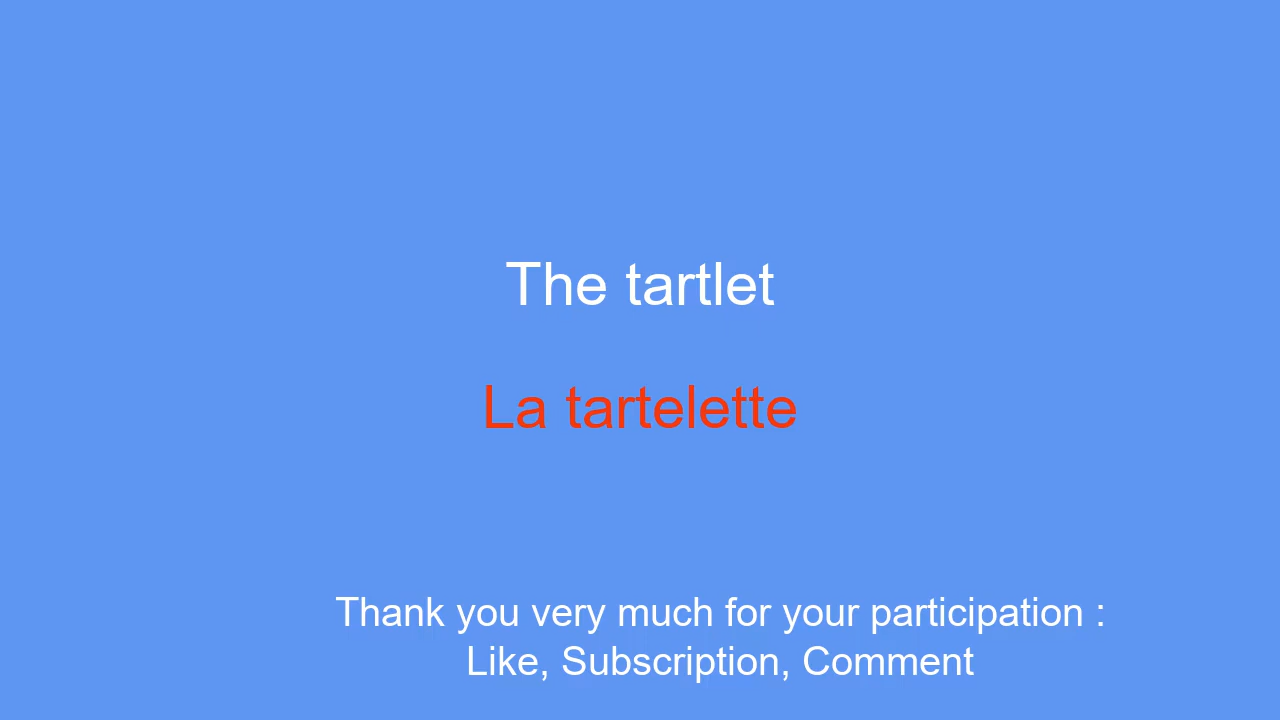 The tartlet
La tartelette
Thank you very much for your participation :
Like, Subscription, Comment